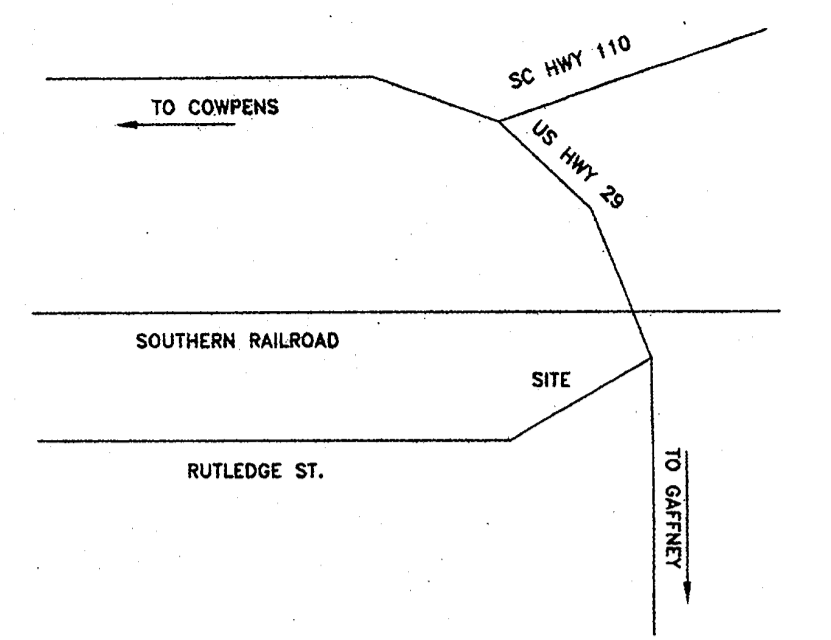 SC HWY 110
TO COWPENS
US HWY 29
SOUTHERN RAILROAD
SITE
RUTLEDGE ST.
TO GAFFNEY